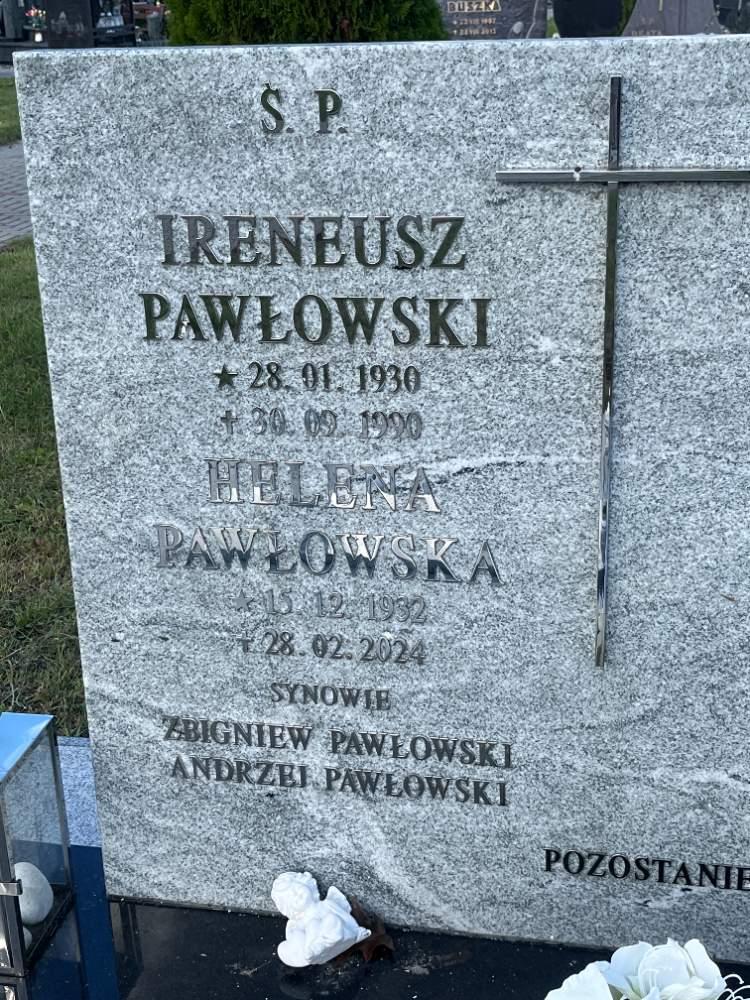 Ś. P.
IRENEUSZ
PAWŁOWSKI
★ 28. 01. 1930
✝ 30. 09. 1990
HELENA
PAWŁOWSKA
★ 15. 12. 1932
✝ 28. 02. 2024
SYNOWIE
ZBIGNIEW PAWŁOWSKI
ANDRZEJ PAWŁOWSKI
POZOSTANIE
BUSZKA